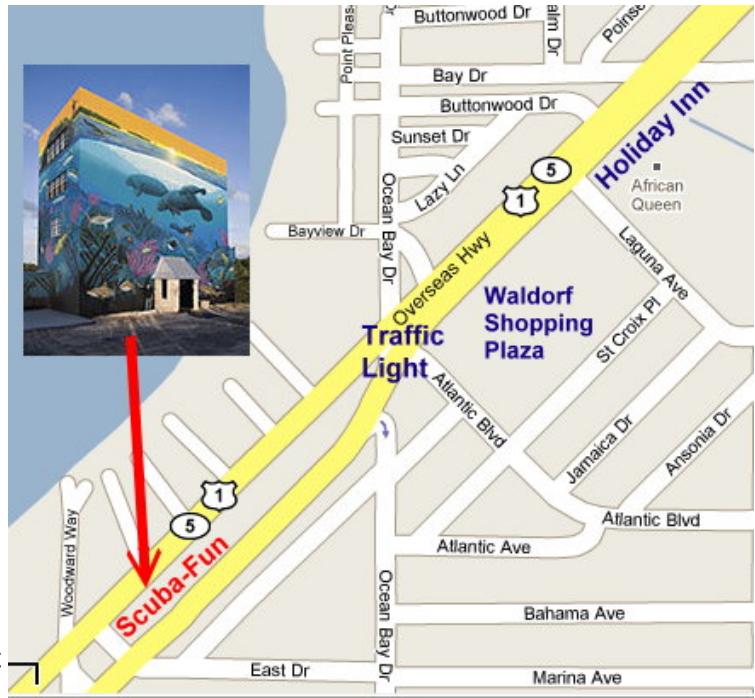 Buttonwood Dr
Point Pleas
alm Dr
Poinse
Bay Dr
Buttonwood Dr
Sunset Dr
Lazy Ln
Ocean Bay Dr
Bayview Dr
5
1
Holiday Inn
African
Queen
Laguna Ave
Overseas Hwy
Waldorf
Shopping
Plaza
St Croix Pl
Traffic
Light
Atlantic Blvd
Jamaica Dr
Ansonia Dr
1
5
Atlantic Blvd
Woodward Way
Scuba-Fun
Atlantic Ave
Ocean Bay Dr
Bahama Ave
East Dr
Marina Ave